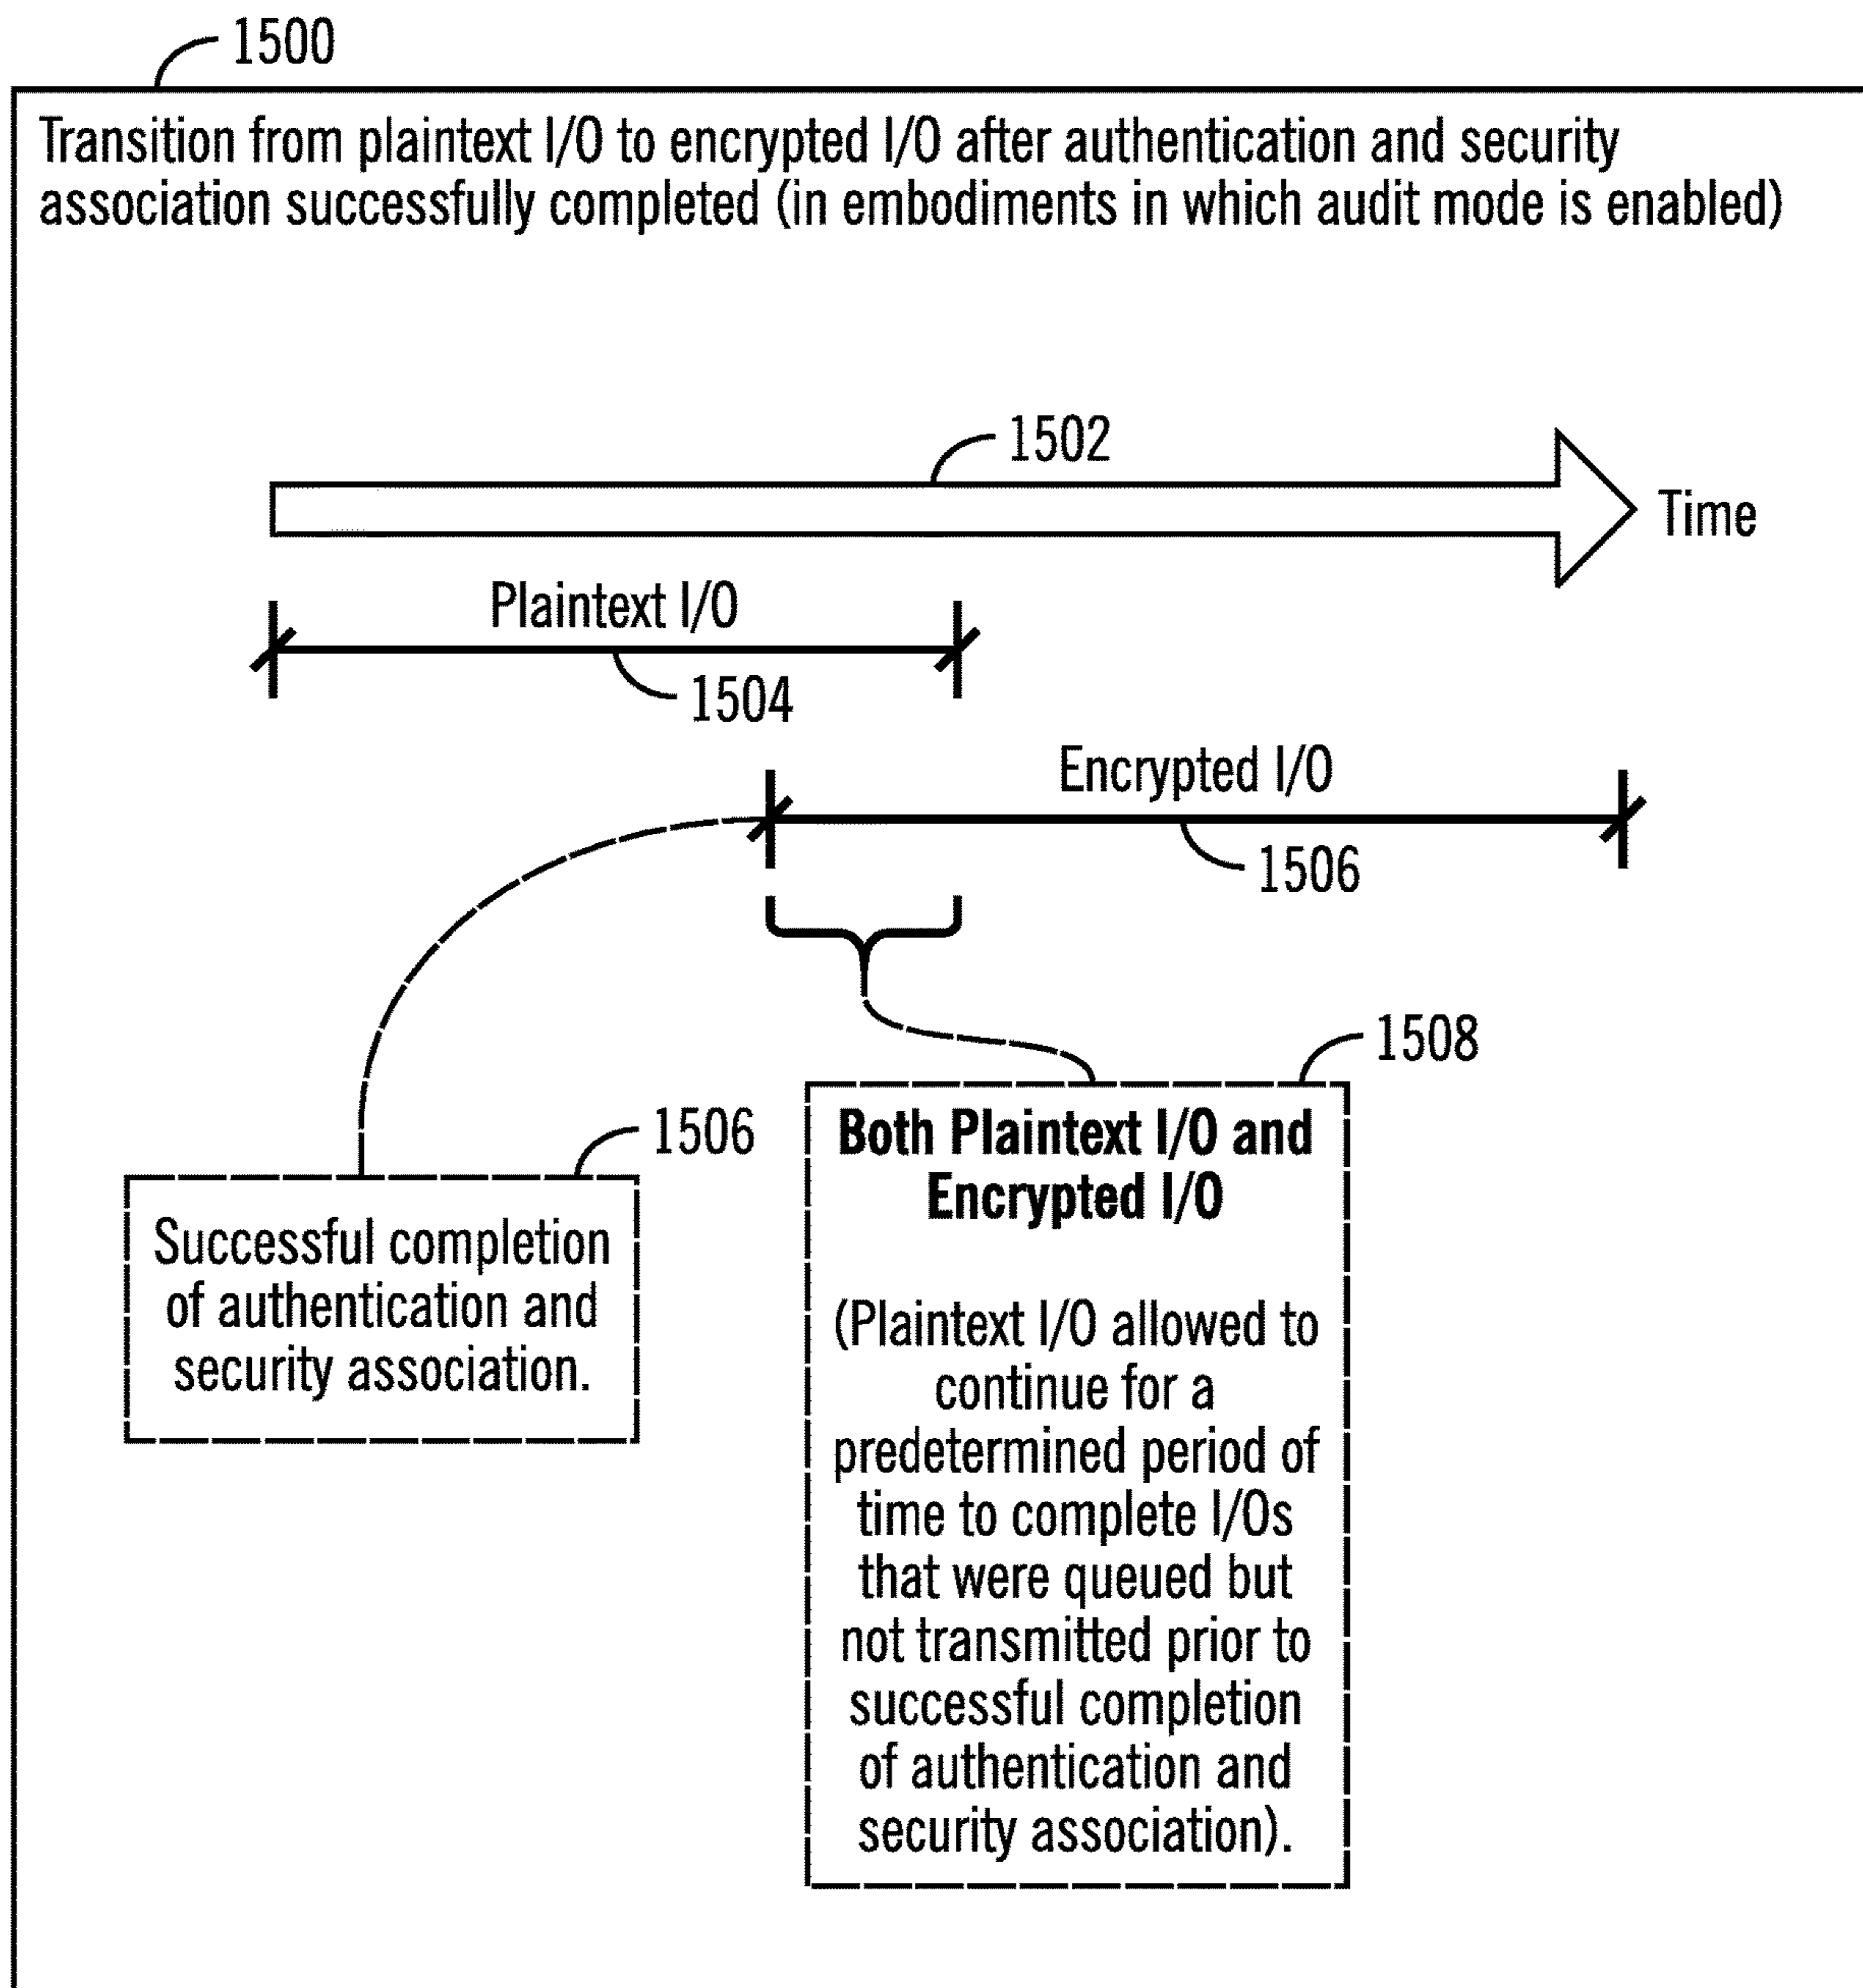 1500
Transition from plaintext I/O to encrypted I/O after authentication and security
association successfully completed (in embodiments in which audit mode is enabled)
1502
Time
Plaintext I/O
1504
Encrypted I/O
1506
1508
1506
Successful completion
of authentication and
security association.
Both Plaintext I/O and
Encrypted I/O
(Plaintext I/O allowed to
continue for a
predetermined period of
time to complete I/Os
that were queued but
not transmitted prior to
successful completion
of authentication and
security association).